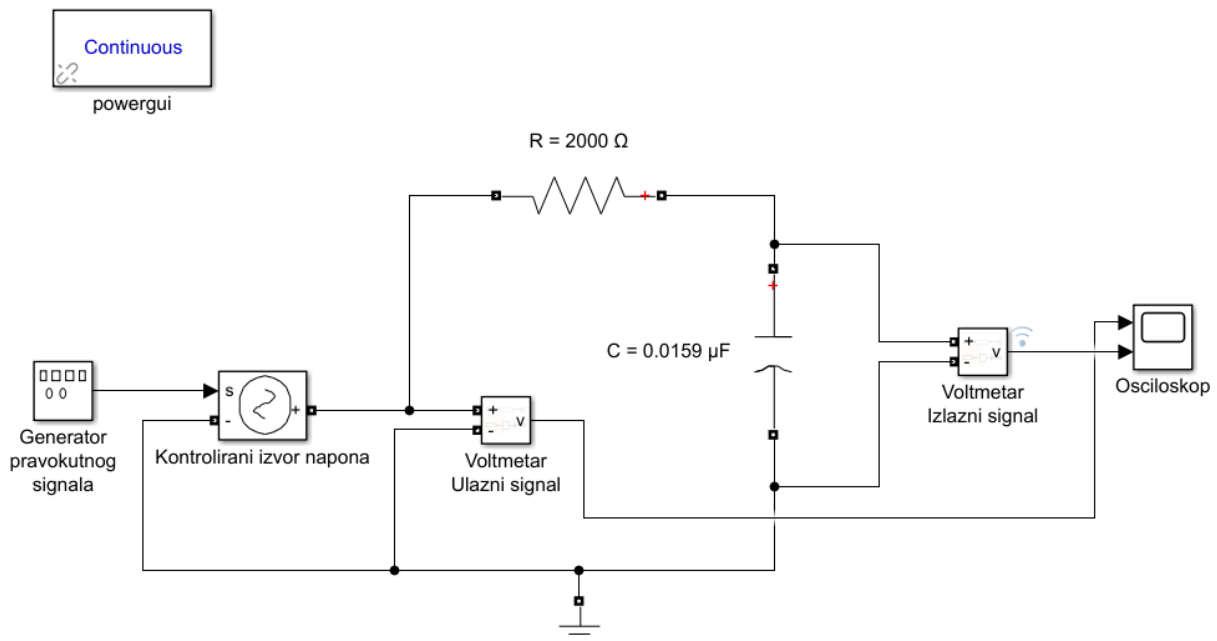 Continuous
powergui
R = 2000 Ω
C = 0.0159 µF
Generator
pravokutnog
signala
s
-
+
Kontrolirani izvor napona
+
-
v
Voltmetar
Ulazni signal
+
-
v
Voltmetar
Izlazni signal
Osciloskop